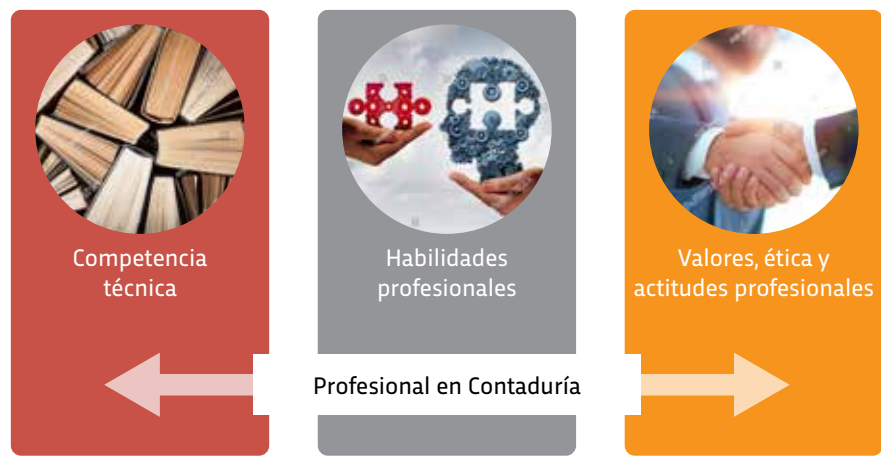 Competencia
técnica
Habilidades
profesionales
Valores, ética y
actitudes profesionales
Profesional en Contaduría